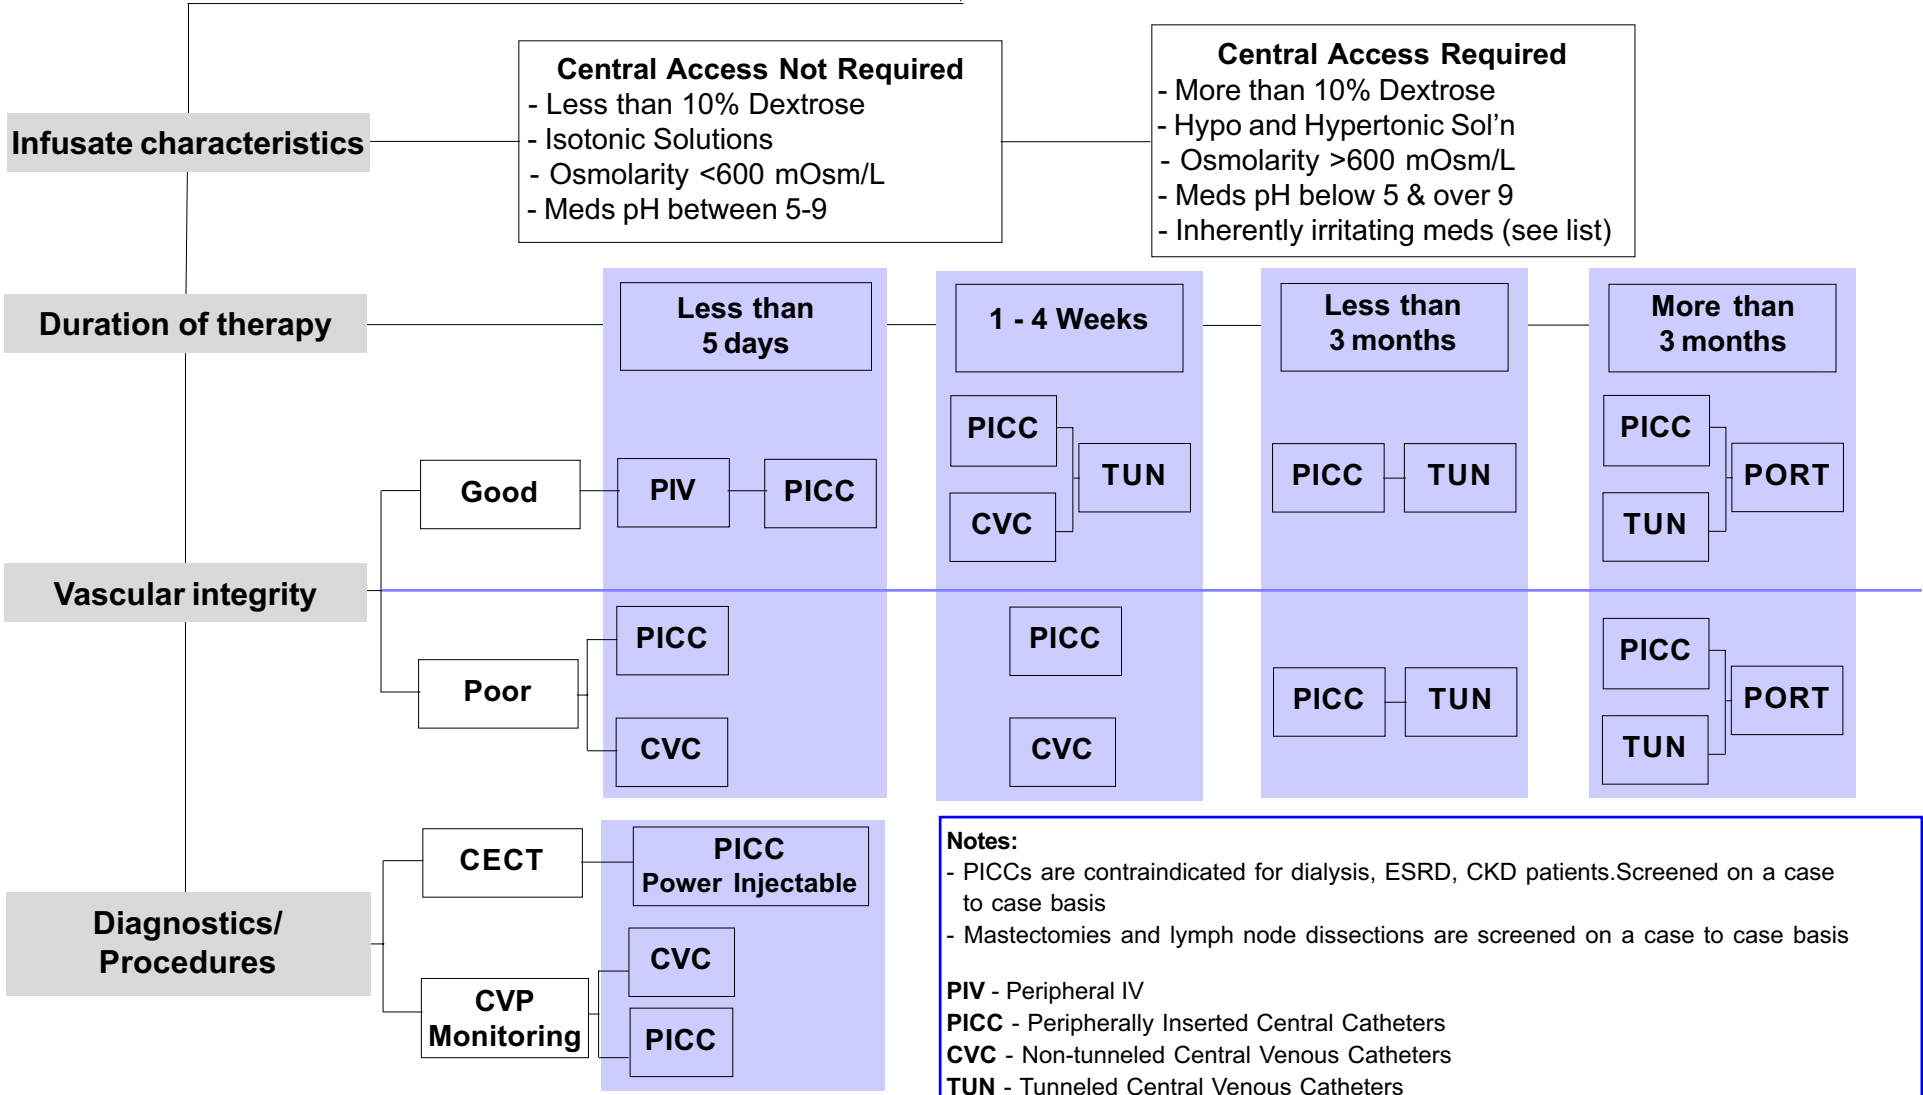 Infusate characteristics
Central Access Not Required
- Less than 10% Dextrose
- Isotonic Solutions
- Osmolarity <600 mOsm/L
- Meds pH between 5-9
Central Access Required
- More than 10% Dextrose
- Hypo and Hypertonic Sol'n
- Osmolarity >600 mOsm/L
- Meds pH below 5 & over 9
- Inherently irritating meds (see list)
Duration of therapy
Less than
5 days
1 - 4 Weeks
Less than
3 months
More than
3 months
Vascular integrity
Good
PIV
PICC
PICC
CVC
TUN
PICC
TUN
PICC
TUN
PORT
Poor
PICC
CVC
PICC
CVC
PICC
TUN
PICC
TUN
PORT
Diagnostics/
Procedures
CECT
PICC
Power Injectable
CVP
Monitoring
CVC
PICC
Notes:
- PICCs are contraindicated for dialysis, ESRD, CKD patients.Screened on a case
to case basis
- Mastectomies and lymph node dissections are screened on a case to case basis
PIV - Peripheral IV
PICC - Peripherally Inserted Central Catheters
CVC - Non-tunneled Central Venous Catheters
TUN - Tunneled Central Venous Catheters